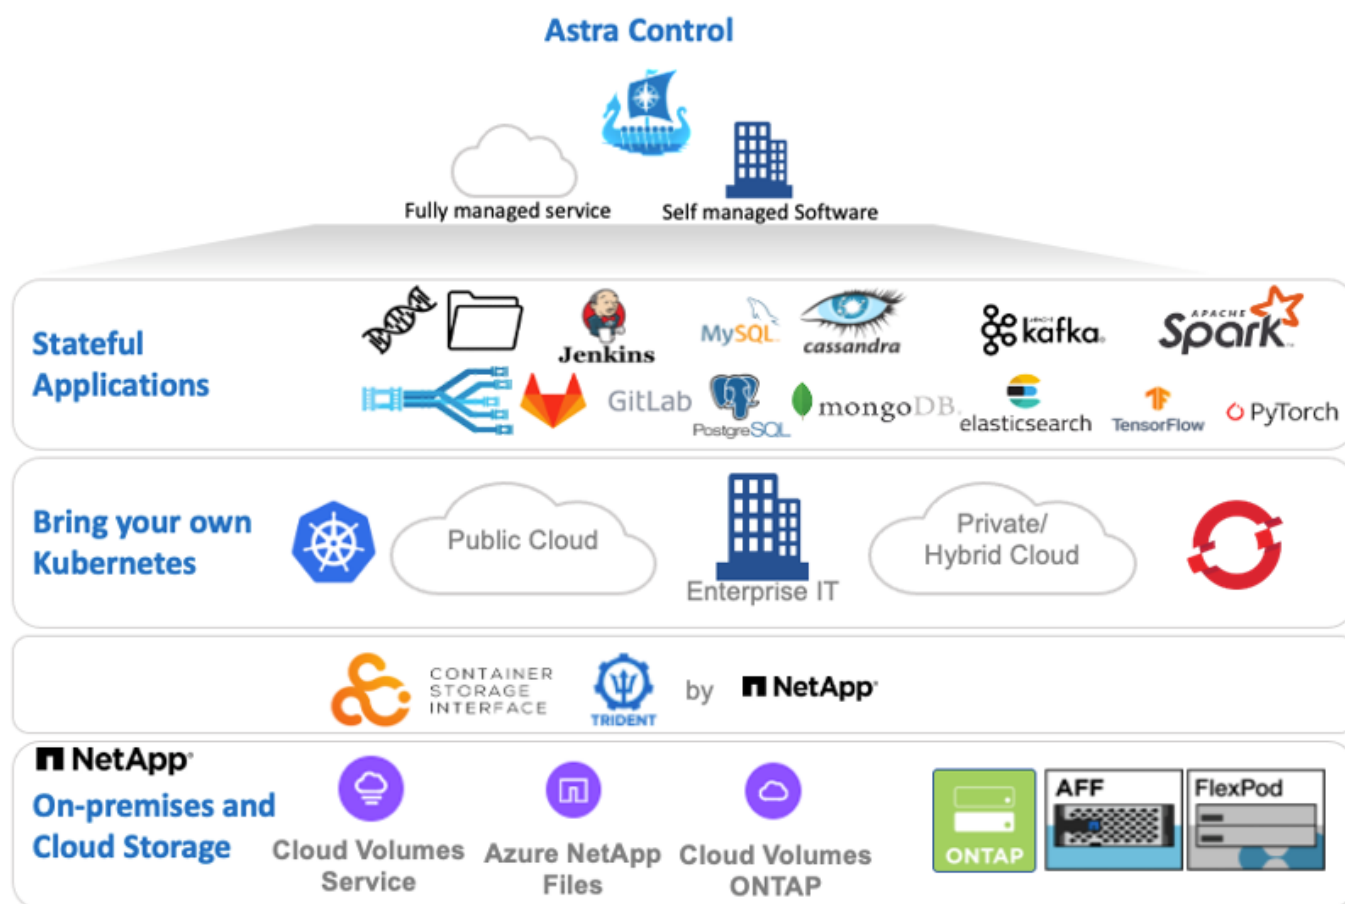 Astra Control
Fully managed service
Self managed Software
Stateful
Applications
Jenkins
MySQL
cassandra
kafka
APACHE
Spark
GitLab
PostgreSQL
mongoDB
elasticsearch
TensorFlow
PyTorch
Bring your own
Kubernetes
Public Cloud
Enterprise IT
Private/
Hybrid Cloud
CONTAINER
STORAGE
INTERFACE
TRIDENT
by
NetApp
NetApp
On-premises and
Cloud Storage
Cloud Volumes
Service
Azure NetApp
Files
Cloud Volumes
ONTAP
ONTAP
AFF
FlexPod